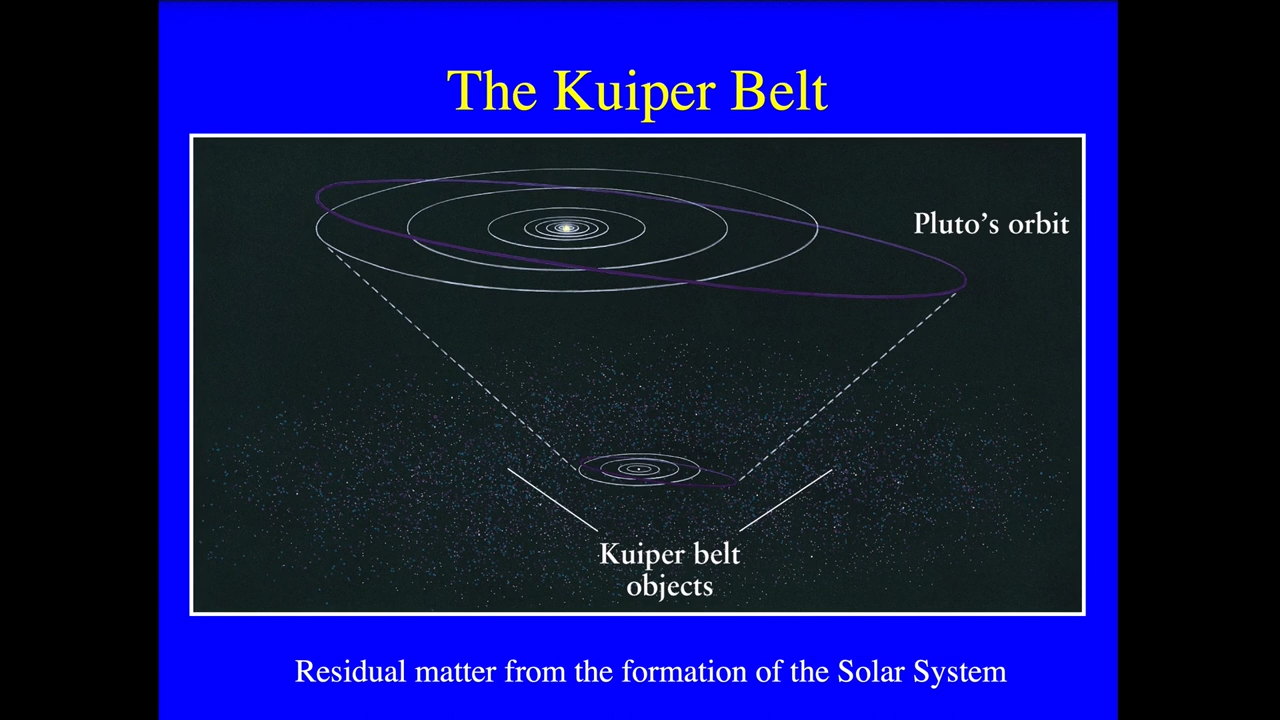 The Kuiper Belt
Pluto's orbit
Kuiper belt
objects
Residual matter from the formation of the Solar System